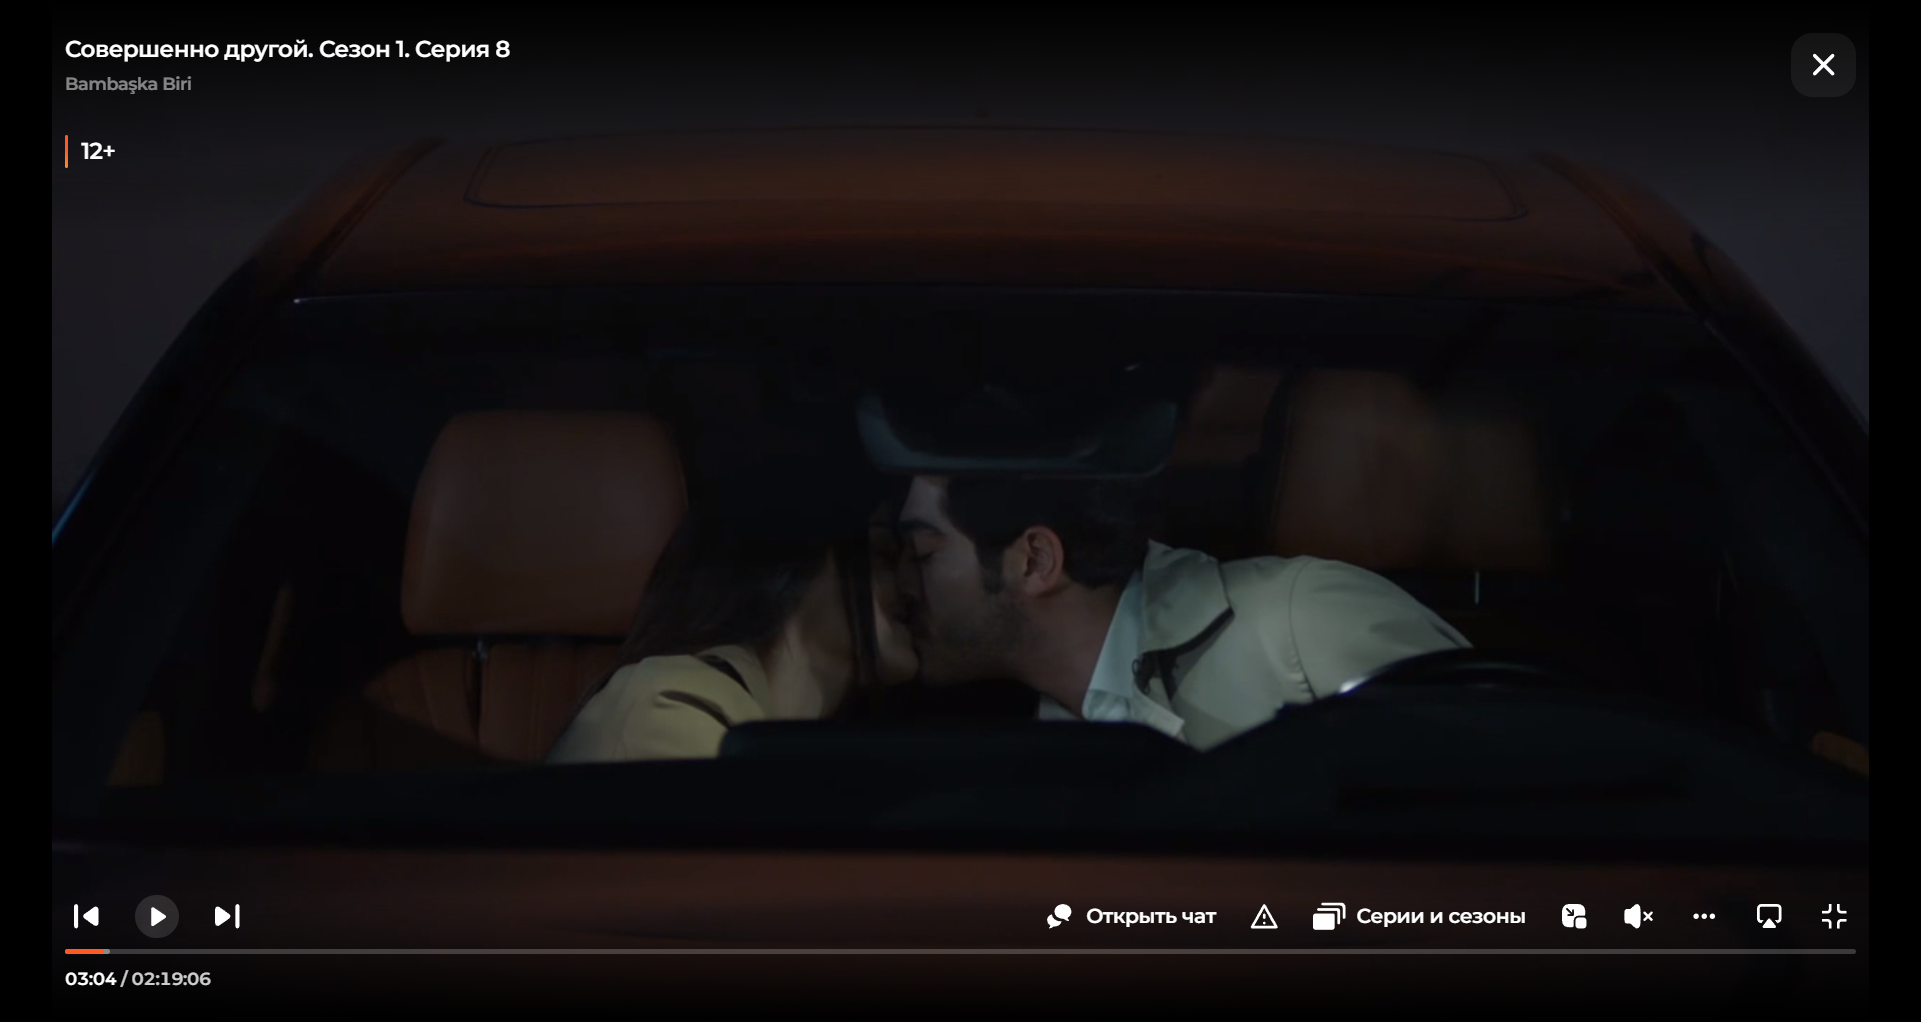 Совершенно другой. Сезон 1. Серия 8
Bambaşka Biri
12+
Открыть чат
Серии и сезоны
03:04 / 02:19:06